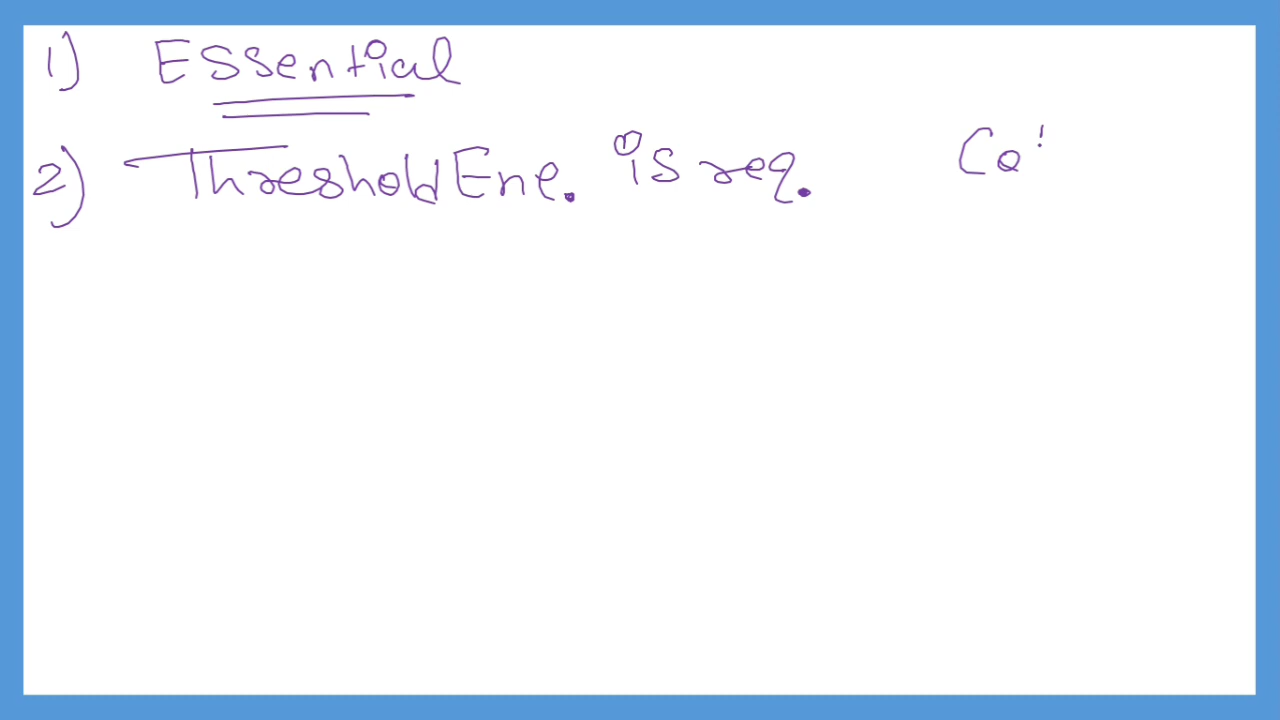 1) Essential
2) Threshold Ene. is req.